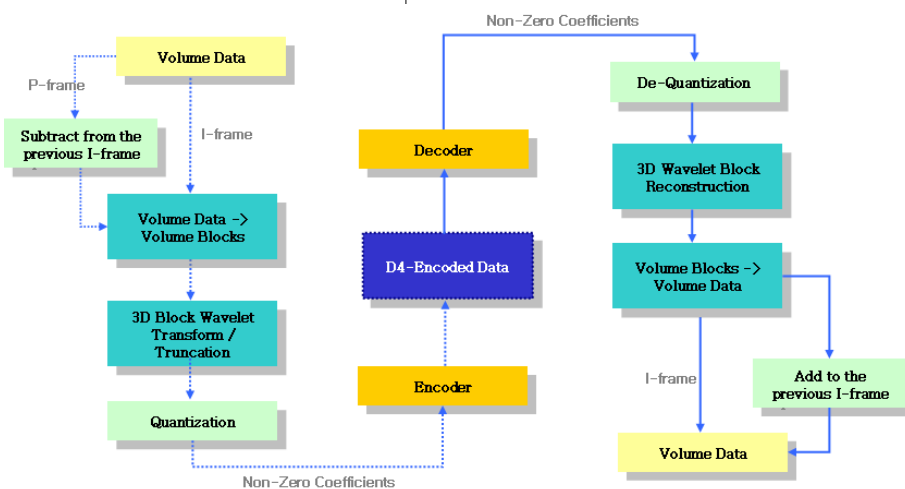 Volume Data
P-frame
Subtract from the
previous I-frame
I-frame
Volume Data ->
Volume Blocks
3D Block Wavelet
Transform /
Truncation
Quantization
Non-Zero Coefficients
Encoder
D4-Encoded Data
Decoder
Non-Zero Coefficients
De-Quantization
3D Wavelet Block
Reconstruction
Volume Blocks ->
Volume Data
I-frame
Add to the
previous I-frame
Volume Data